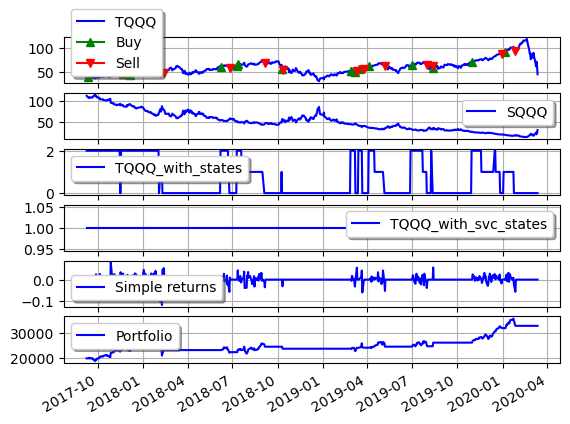 TQQQ
Buy
Sell
100
50
100
50
SQQQ
2
0
TQQQ_with_states
1.05
1.00
0.95
TQQQ_with_svc_states
0.0
−0.1
Simple returns
30000
20000
Portfolio
2017-10 2018-01 2018-04 2018-07 2018-10 2019-01 2019-04 2019-07 2019-10 2020-01 2020-04